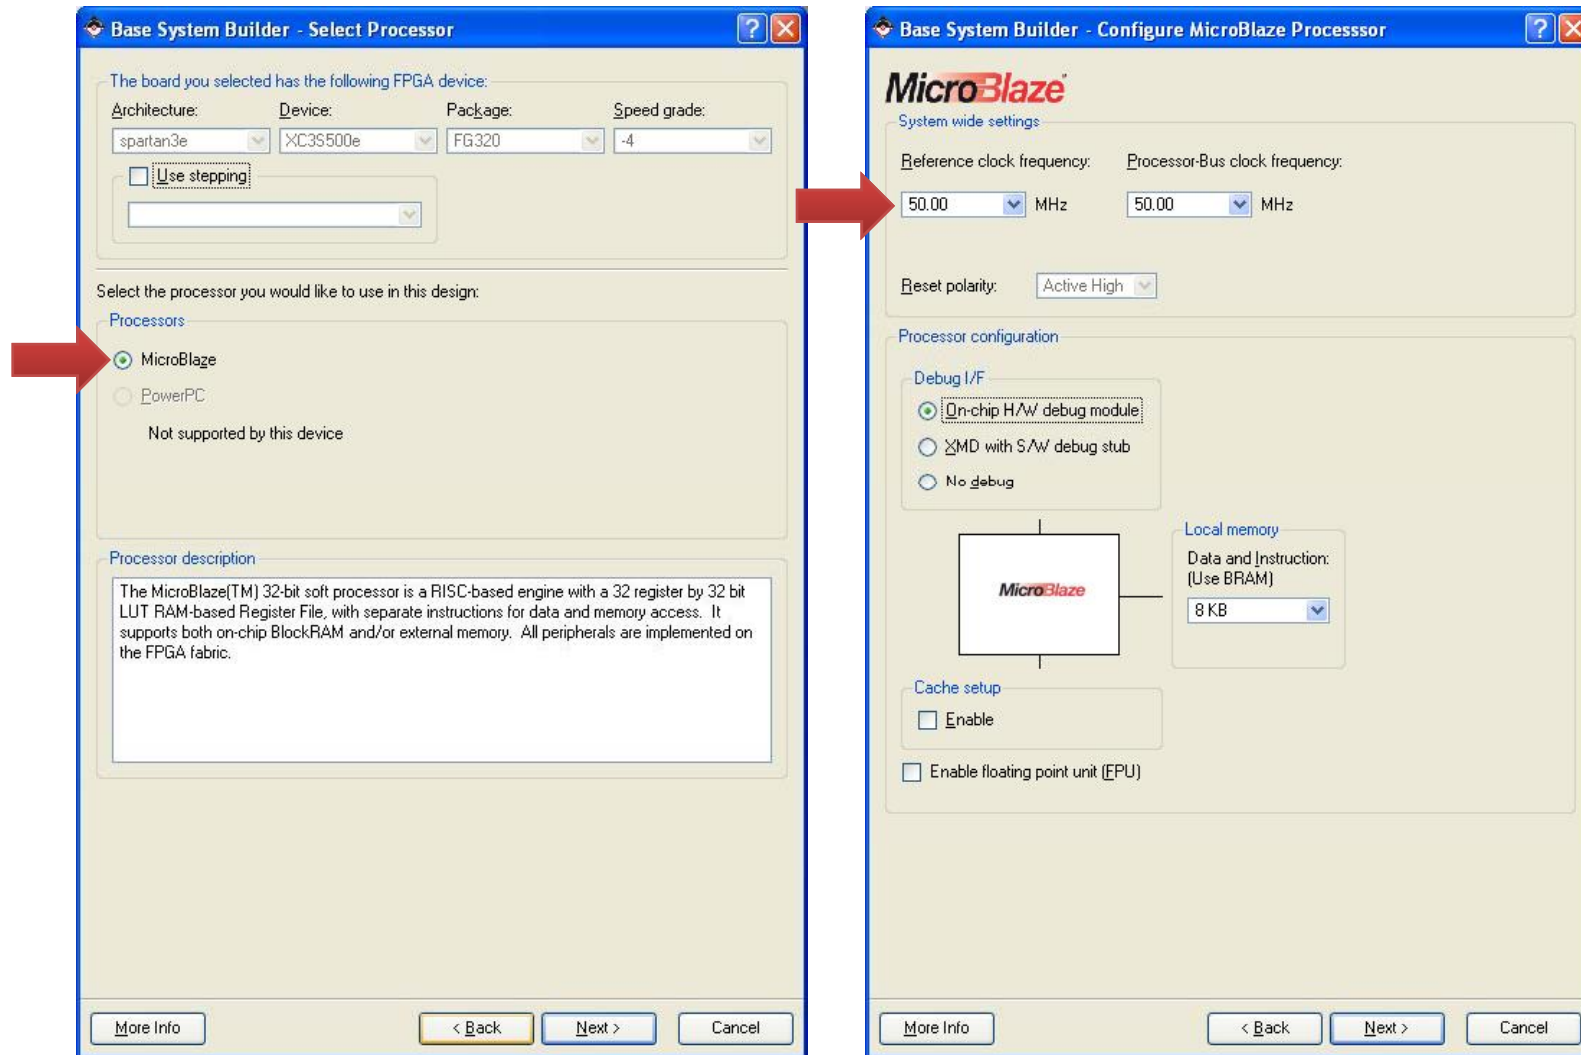 Base System Builder - Select Processor
The board you selected has the following FPGA device:
Architecture: Device: Package: Speed grade:
spartan3e XC3S500e FG320 -4
Use stepping
Select the processor you would like to use in this design:
Processors
MicroBlaze
PowerPC
Not supported by this device
Processor description
The MicroBlaze(TM) 32-bit soft processor is a RISC-based engine with a 32 register by 32 bit
LUT RAM-based Register File, with separate instructions for data and memory access. It
supports both on-chip BlockRAM and/or external memory. All peripherals are implemented on
the FPGA fabric.
More Info < Back Next > Cancel
Base System Builder - Configure MicroBlaze Processsor
MicroBlaze
System wide settings
Reference clock frequency: Processor-Bus clock frequency:
50.00 MHz 50.00 MHz
Reset polarity: Active High
Processor configuration
Debug I/F
On-chip H/W debug module
XMD with S/W debug stub
No debug
Local memory
Data and Instruction:
(Use BRAM)
MicroBlaze
8 KB
Cache setup
Enable
Enable floating point unit (FPU)
More Info < Back Next > Cancel